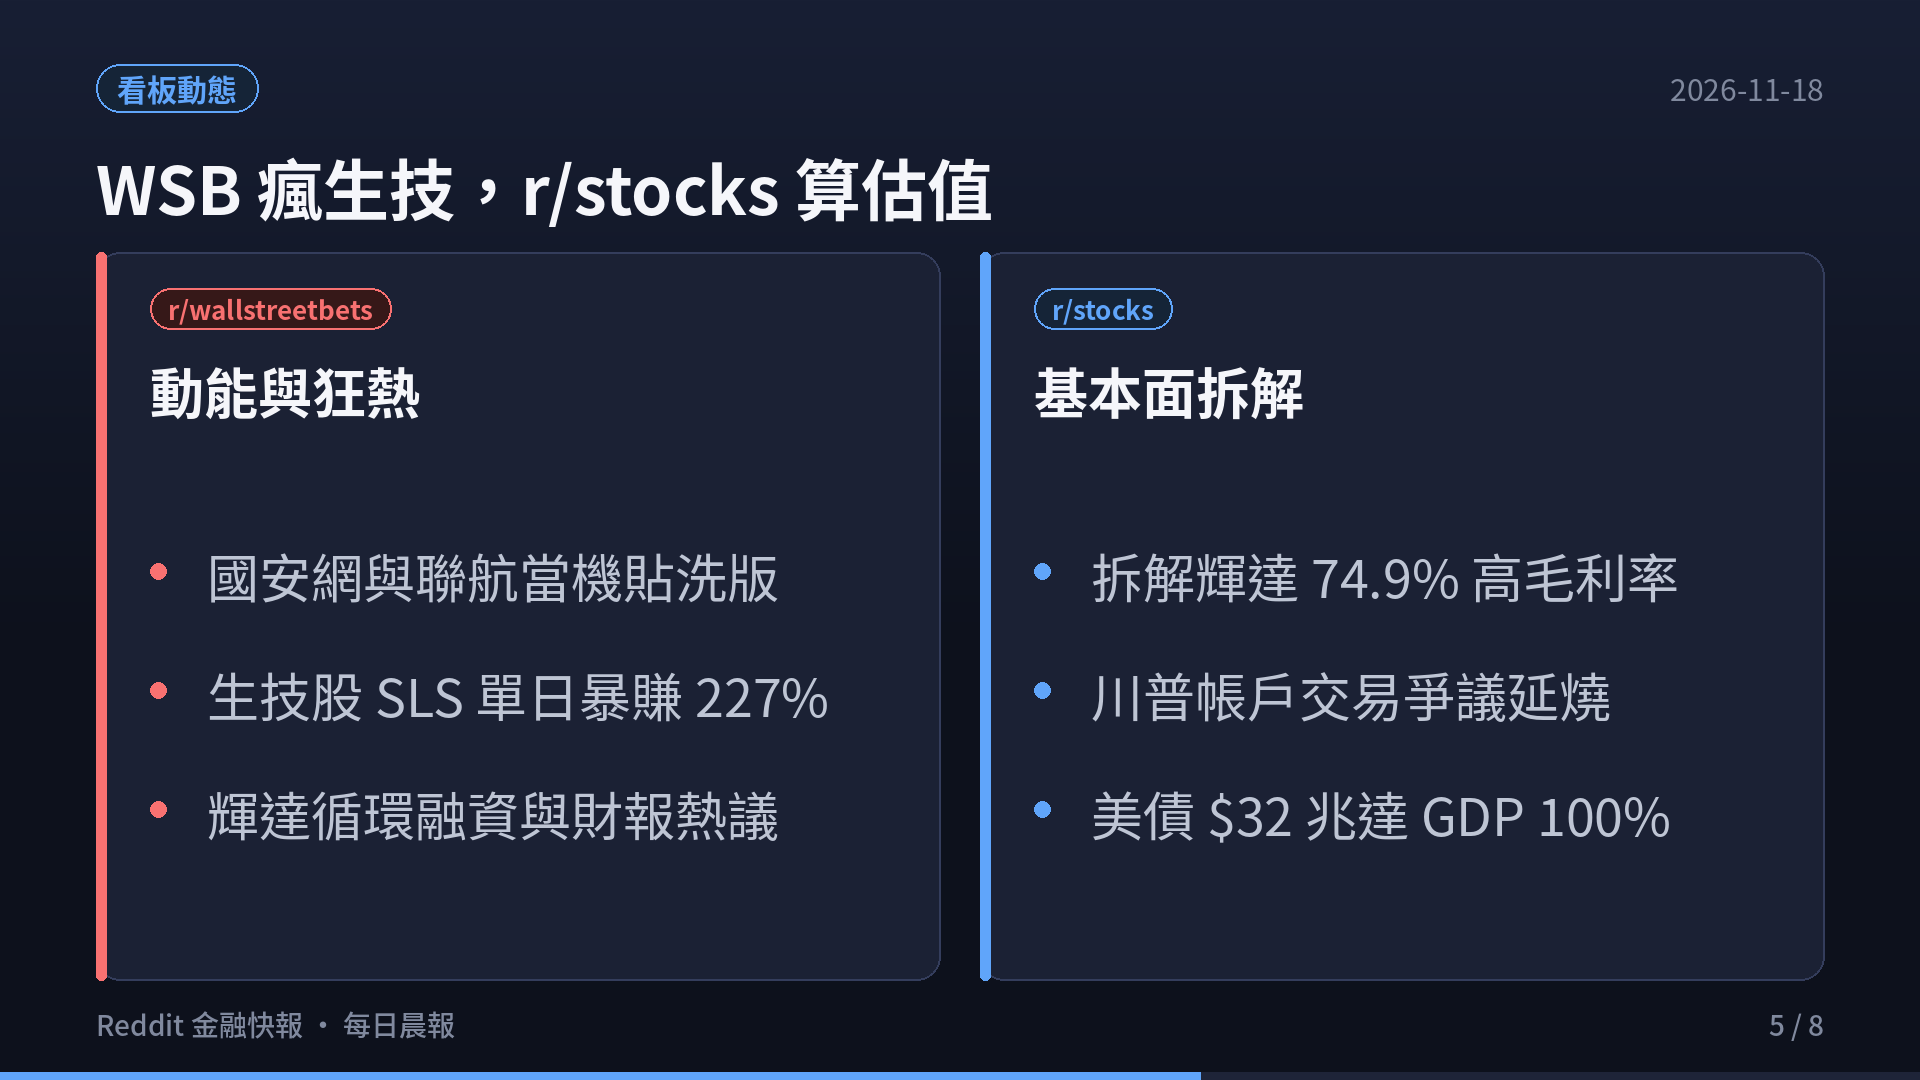 看板動態
2026-11-18
WSB 瘋生技，r/stocks 算估值
r/wallstreetbets
動能與狂熱
國安網與聯航當機貼洗版
生技股 SLS 單日暴賺 227%
輝達循環融資與財報熱議
r/stocks
基本面拆解
拆解輝達 74.9% 高毛利率
川普帳戶交易爭議延燒
美債 $32 兆達 GDP 100%
Reddit 金融快報 • 每日晨報
5 / 8